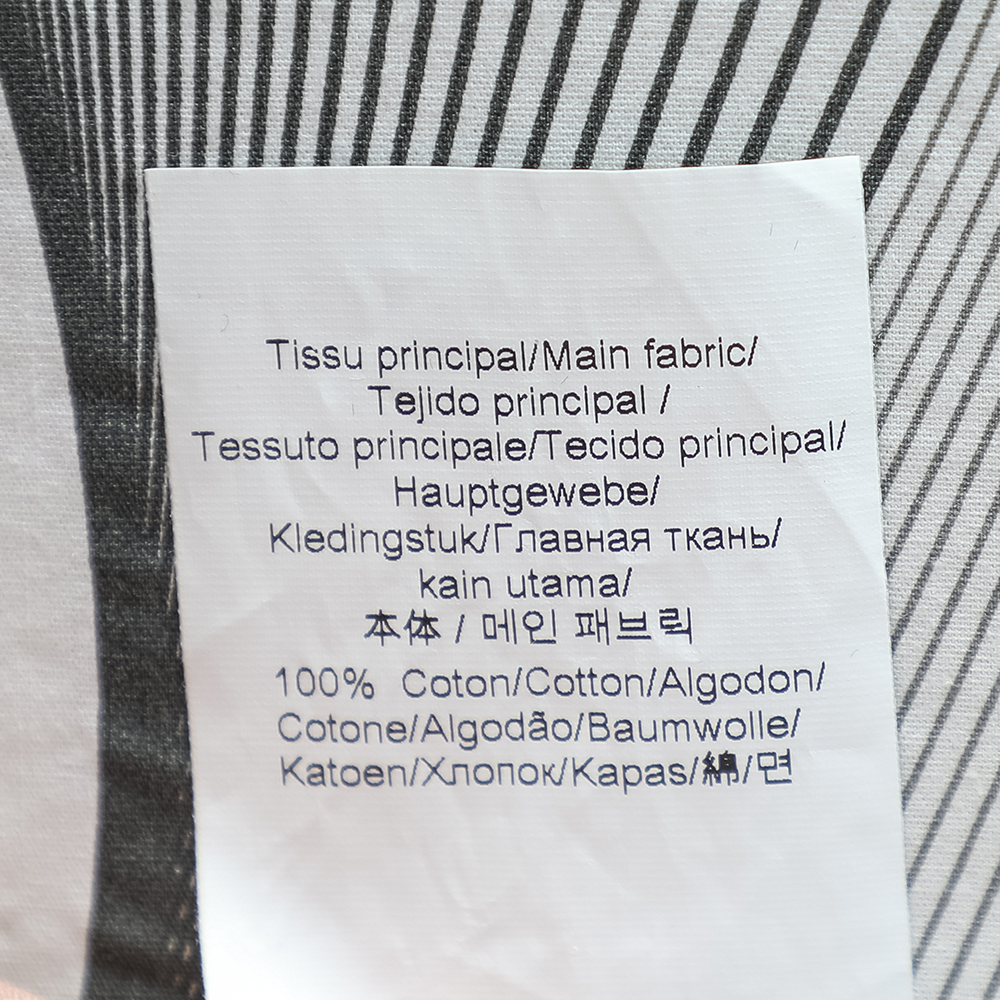 Tissu principal/Main fabric/
Tejido principal /
Tessuto principale/Tecido principal/
Hauptgewebe/
Kledingstuk/Главная ткань/
kain utama/
本体 / 메인 패브릭
100% Coton/Cotton/Algodon/
Cotone/Algodão/Baumwolle/
Katoen/Хлопок/Kapas/綿/면